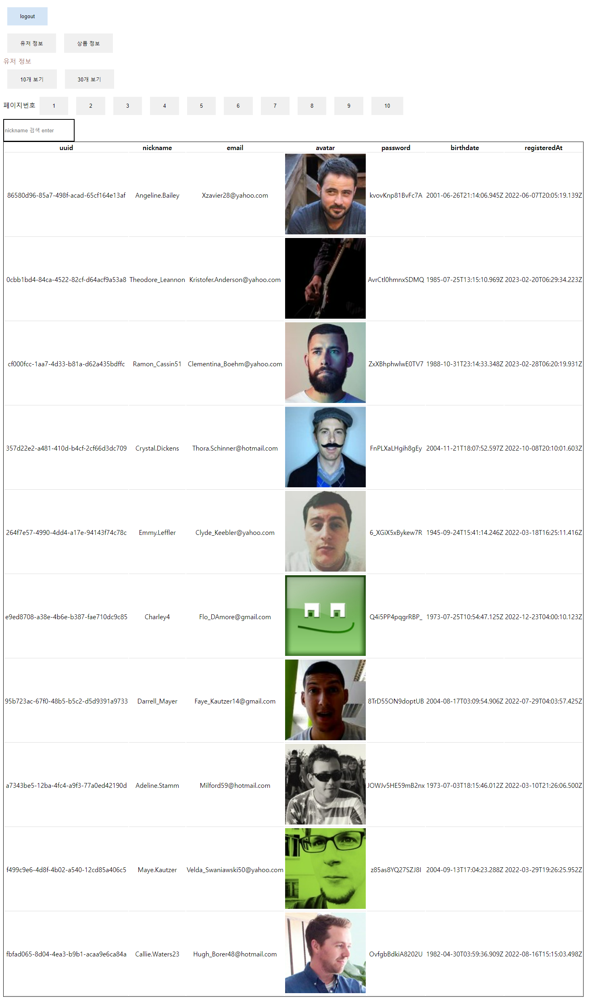 logout
유저 정보 상품 정보
유저 정보
10개 보기 30개 보기
페이지번호 1 2 3 4 5 6 7 8 9 10
nickname 검색 enter
uuid nickname email avatar password birthdate registeredAt
86580d96-85a7-498f-acad-65cf164e13af Angeline.Bailey Xzavier28@yahoo.com kvovKnp81BvFc7A 2001-06-26T21:14:06.945Z 2022-06-07T20:05:19.139Z
0cbb1bd4-84ca-4522-82cf-d64acf9a53a8 Theodore_Leannon Kristofer.Anderson@yahoo.com AvrCtl0hmnxSDMQ 1985-07-25T13:15:10.969Z 2023-02-20T06:29:34.223Z
cf000fcc-1aa7-4d33-b81a-d62a435bdffc Ramon_Cassin51 Clementina_Boehm@yahoo.com ZxXBhphwlwE0TV7 1988-10-31T23:14:33.348Z 2023-02-28T06:20:19.931Z
357d22e2-a481-410d-b4cf-2cf66d3dc709 Crystal.Dickens Thora.Schinner@hotmail.com FnPLXaLHgih8gEy 2004-11-21T18:07:52.597Z 2022-10-08T20:10:01.603Z
264f7e57-4990-4dd4-a17e-94143f74c78c Emmy.Leffler Clyde_Keebler@yahoo.com 6_XGiX5xBykew7R 1945-09-24T15:41:14.246Z 2022-03-18T16:25:11.416Z
e9ed8708-a38e-4b6e-b387-fae710dc9c85 Charley4 Flo_DAmore@gmail.com Q4i5PP4pqgrRBP_ 1973-07-25T10:54:47.125Z 2022-12-23T04:00:10.123Z
95b723ac-67f0-48b5-b5c2-d5d9391a9733 Darrell_Mayer Faye_Kautzer14@gmail.com 8TrD55ON9doptUB 2004-08-17T03:09:54.906Z 2022-07-29T04:03:57.425Z
a7343be5-12ba-4fc4-a9f3-77a0ed42190d Adeline.Stamm Milford59@hotmail.com JOWJv5HE59mB2nx 1973-07-03T18:15:46.012Z 2022-03-10T21:26:06.500Z
f499c9e6-4d8f-4b02-a540-12cd85a406c5 Maye.Kautzer Velda_Swaniawski50@yahoo.com z85as8YQ27SZJ8I 2004-09-13T17:04:23.288Z 2022-03-29T19:26:25.952Z
fbfad065-8d04-4ea3-b9b1-acaa9e6ca84a Callie.Waters23 Hugh_Borer48@hotmail.com OvfgbBdkiA8202U 1982-04-30T03:59:36.909Z 2022-08-16T15:15:03.498Z